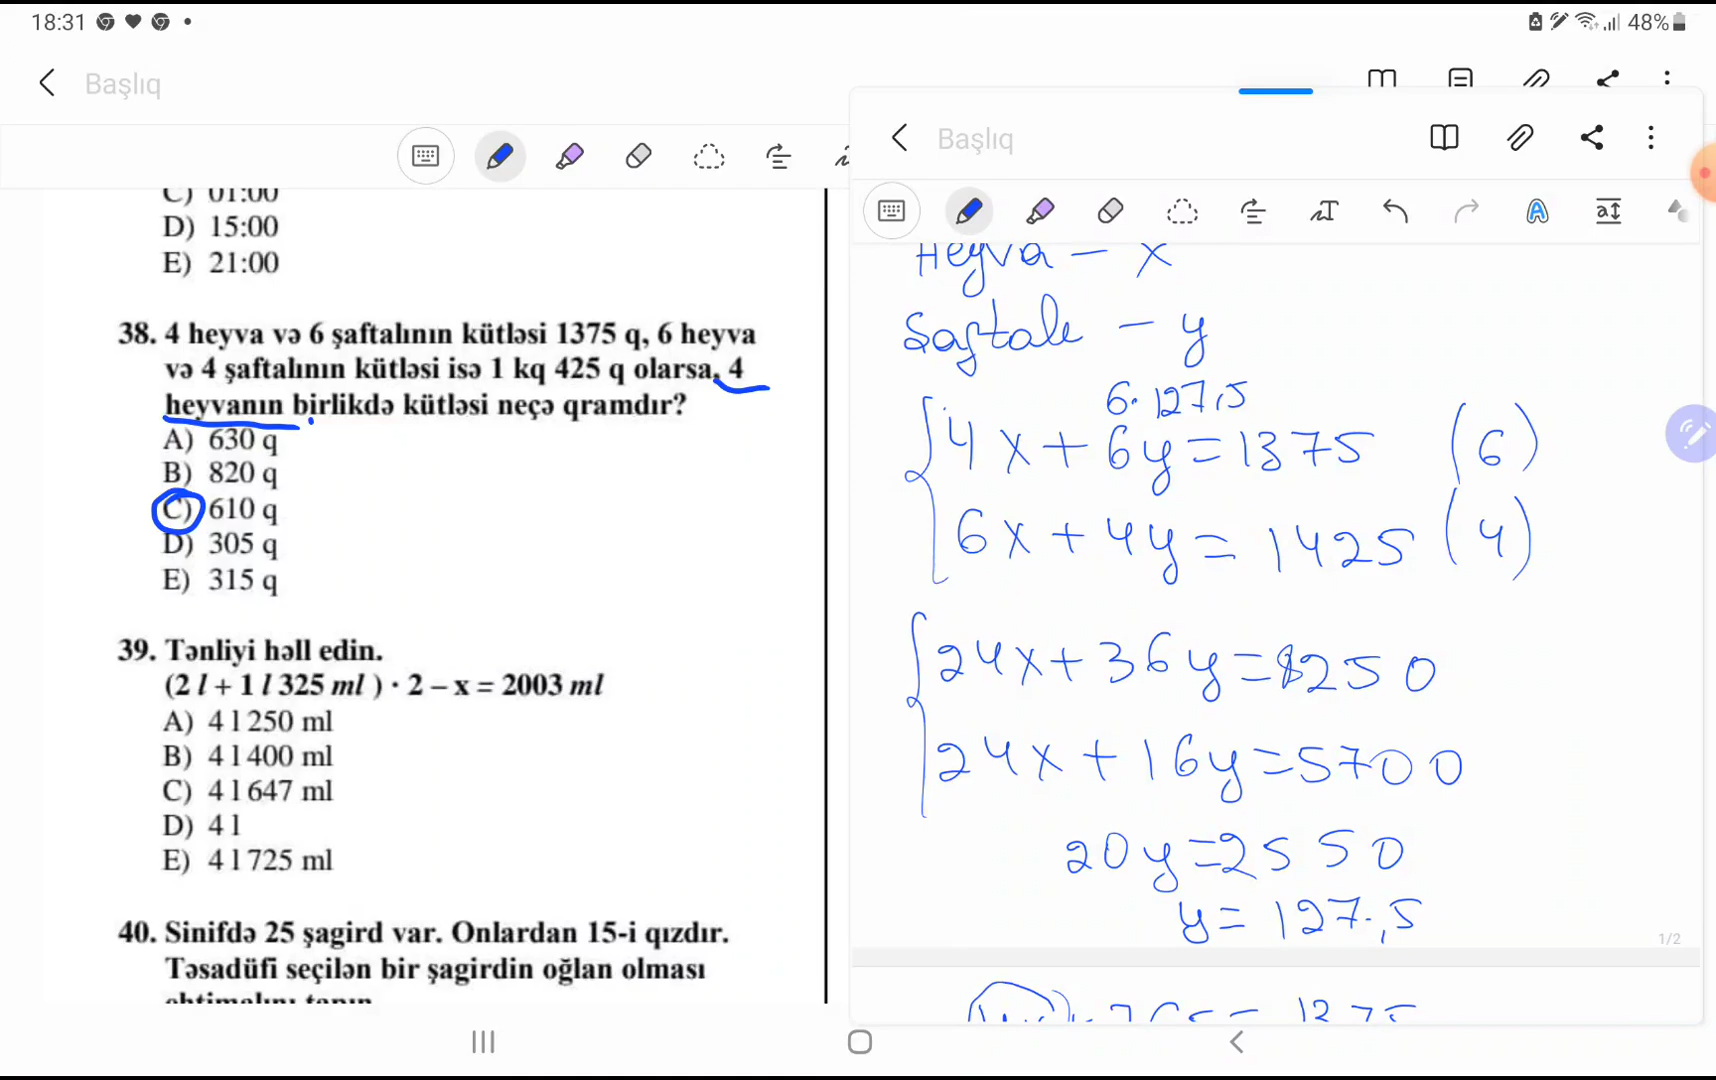 18:31
48%
Başlıq
C) 01:00
D) 15:00
E) 21:00
38. 4 heyva və 6 şaftalının kütləsi 1375 q, 6 heyva
və 4 şaftalının kütləsi isə 1 kq 425 q olarsa, 4
heyvanın birlikdə kütləsi neçə qramdır?
A) 630 q
B) 820 q
C) 610 q
D) 305 q
E) 315 q
39. Tənliyi həll edin.
(2 l + 1 l 325 ml ) · 2 – x = 2003 ml
A) 4 l 250 ml
B) 4 l 400 ml
C) 4 l 647 ml
D) 4 l
E) 4 l 725 ml
40. Sinifdə 25 şagird var. Onlardan 15-i qızdır.
Təsadüfi seçilən bir şagirdin oğlan olması
ehtimalını tapın.
Başlıq
Heyva – x
Şaftalı – y
6·127,5
4x+6y=1375 (6)
6x+4y=1425 (4)
24x+36y=8250
24x+16y=5700
20y=2550
y=127,5
1/2
+765=1375